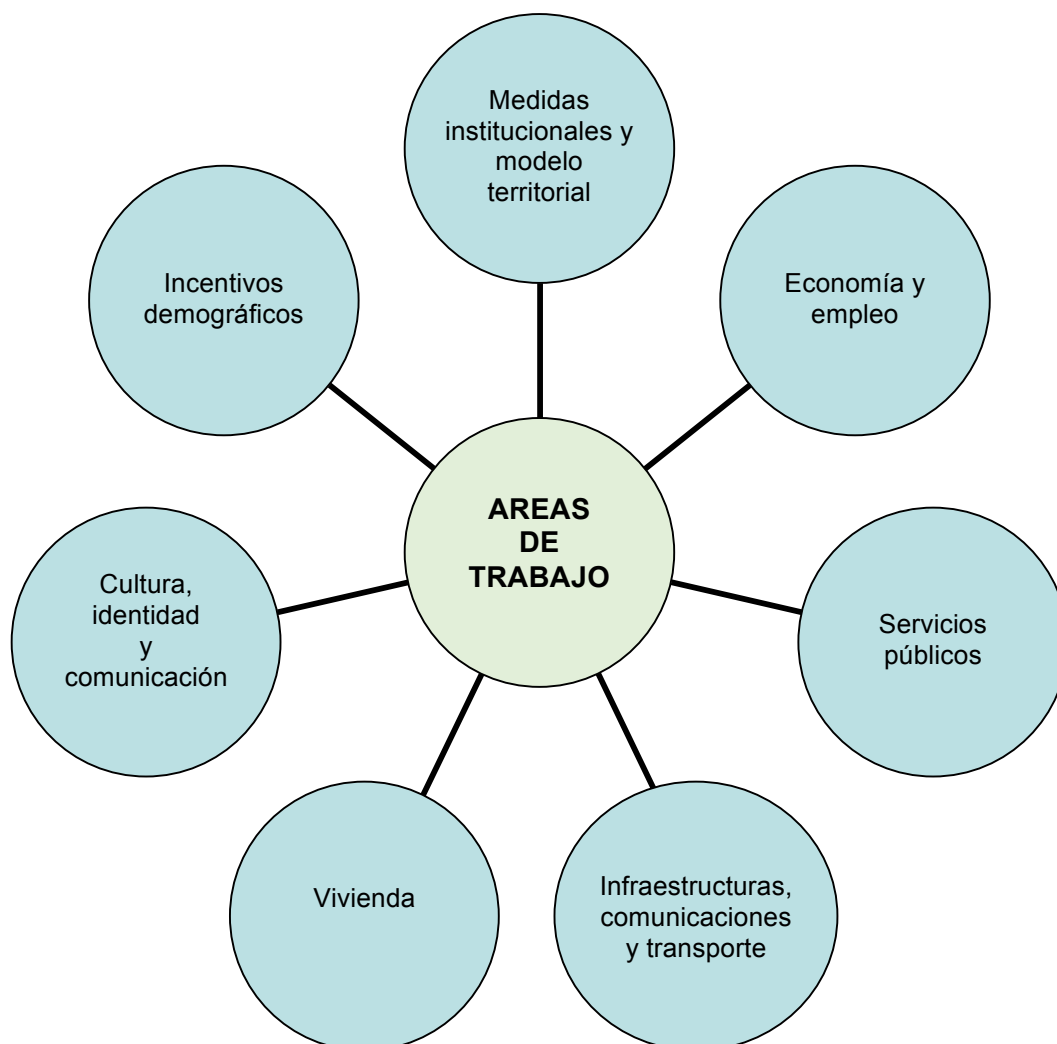 Medidas
institucionales y
modelo
territorial
Economía y
empleo
Servicios
públicos
Infraestructuras,
comunicaciones
y transporte
Vivienda
Cultura,
identidad
y
comunicación
Incentivos
demográficos
AREAS
DE
TRABAJO